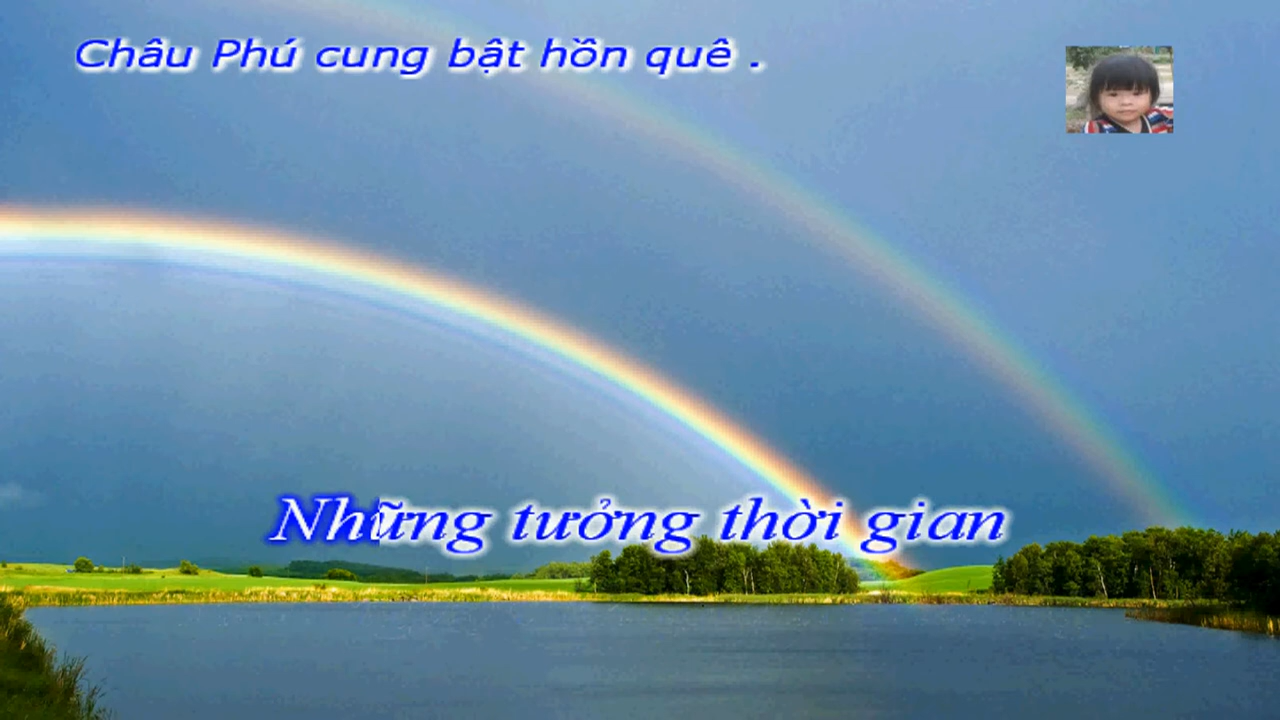 Châu Phú cung bật hồn quê .
Những tưởng thời gian